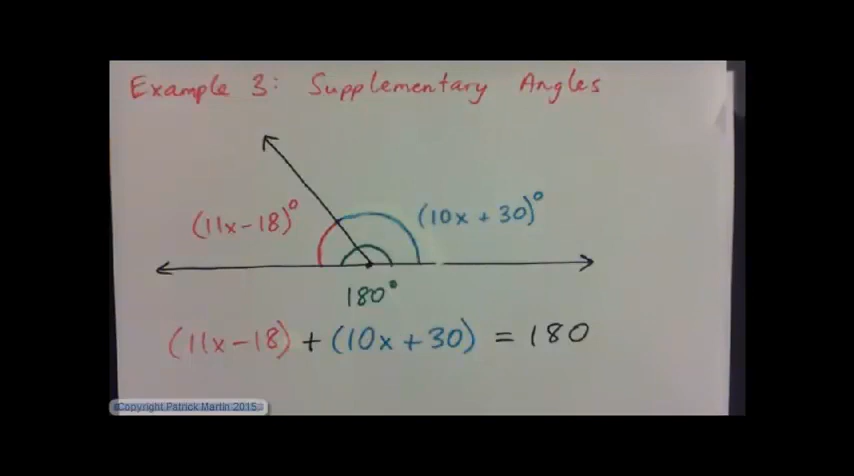 Example 3: Supplementary Angles
(11x-18)° (10x + 30)°
180°
(11x-18) + (10x+30) = 180
©Copyright Patrick Martin 2015